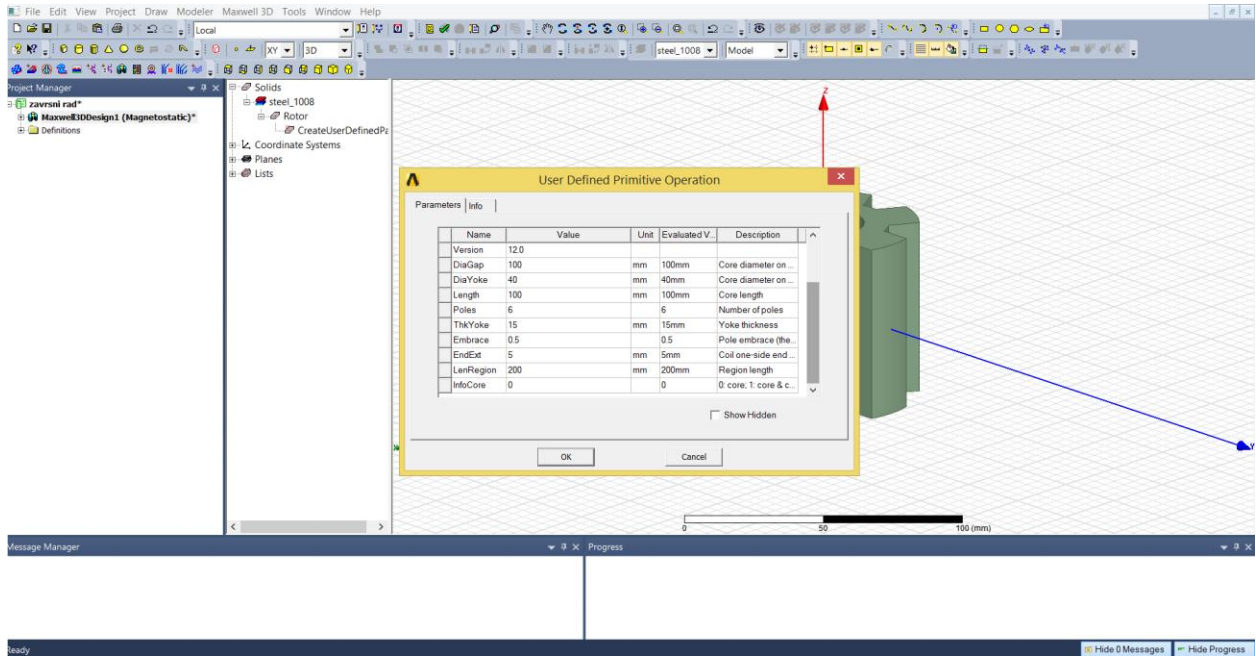 File Edit View Project Draw Modeler Maxwell 3D Tools Window Help
Local
XY 3D steel_1008 Model
Project Manager
zavrsni rad*
Maxwell3DDesign1 (Magnetostatic)*
Definitions
Solids
steel_1008
Rotor
CreateUserDefinedPa
Coordinate Systems
Planes
Lists
Z
User Defined Primitive Operation
Parameters Info
Name Value Unit Evaluated V... Description
Version 12.0
DiaGap 100 mm 100mm Core diameter on ...
DiaYoke 40 mm 40mm Core diameter on ...
Length 100 mm 100mm Core length
Poles 6 6 Number of poles
ThkYoke 15 mm 15mm Yoke thickness
Embrace 0.5 0.5 Pole embrace (the...
EndExt 5 mm 5mm Coil one-side end ...
LenRegion 200 mm 200mm Region length
InfoCore 0 0 0: core; 1: core & c...
Show Hidden
OK Cancel
Y
0 50 100 (mm)
Message Manager
Progress
Ready
Hide 0 Messages Hide Progress